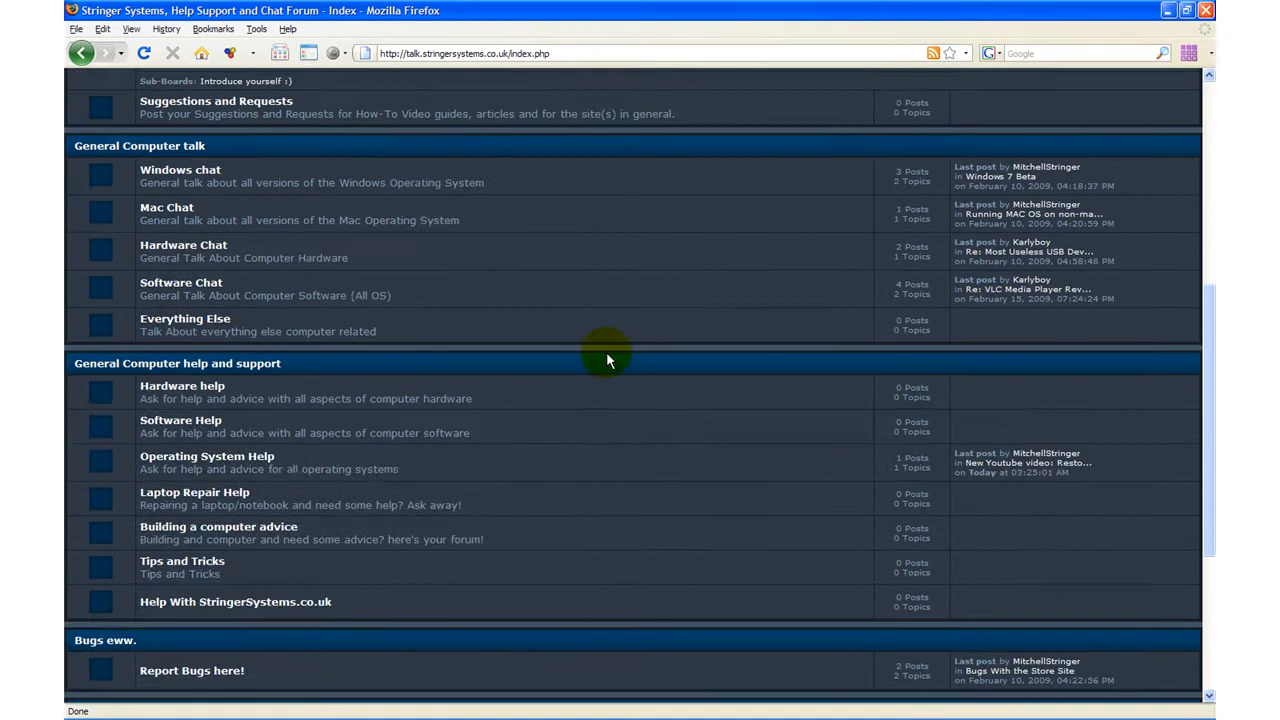 Stringer Systems, Help Support and Chat Forum - Index - Mozilla Firefox
File Edit View History Bookmarks Tools Help
http://talk.stringersystems.co.uk/index.php
G Google
Sub-Boards: Introduce yourself :)
Suggestions and Requests
Post your Suggestions and Requests for How-To Video guides, articles and for the site(s) in general.
0 Posts
0 Topics
General Computer talk
Windows chat
General talk about all versions of the Windows Operating System
3 Posts
2 Topics
Last post by MitchellStringer
in Windows 7 Beta
on February 10, 2009, 04:18:37 PM
Mac Chat
General talk about all versions of the Mac Operating System
1 Posts
1 Topics
Last post by MitchellStringer
in Running MAC OS on non-ma...
on February 10, 2009, 04:20:59 PM
Hardware Chat
General Talk About Computer Hardware
2 Posts
1 Topics
Last post by Karlyboy
in Re: Most Useless USB Dev...
on February 10, 2009, 04:58:48 PM
Software Chat
General Talk About Computer Software (All OS)
4 Posts
2 Topics
Last post by Karlyboy
in Re: VLC Media Player Rev...
on February 15, 2009, 07:24:24 PM
Everything Else
Talk About everything else computer related
0 Posts
0 Topics
General Computer help and support
Hardware help
Ask for help and advice with all aspects of computer hardware
0 Posts
0 Topics
Software Help
Ask for help and advice with all aspects of computer software
0 Posts
0 Topics
Operating System Help
Ask for help and advice for all operating systems
1 Posts
1 Topics
Last post by MitchellStringer
in New Youtube video: Resto...
on Today at 03:25:01 AM
Laptop Repair Help
Repairing a laptop/notebook and need some help? Ask away!
0 Posts
0 Topics
Building a computer advice
Building and computer and need some advice? here's your forum!
0 Posts
0 Topics
Tips and Tricks
Tips and Tricks
0 Posts
0 Topics
Help With StringerSystems.co.uk
0 Posts
0 Topics
Bugs eww.
Report Bugs here!
2 Posts
2 Topics
Last post by MitchellStringer
in Bugs With the Store Site
on February 10, 2009, 04:22:56 PM
Done